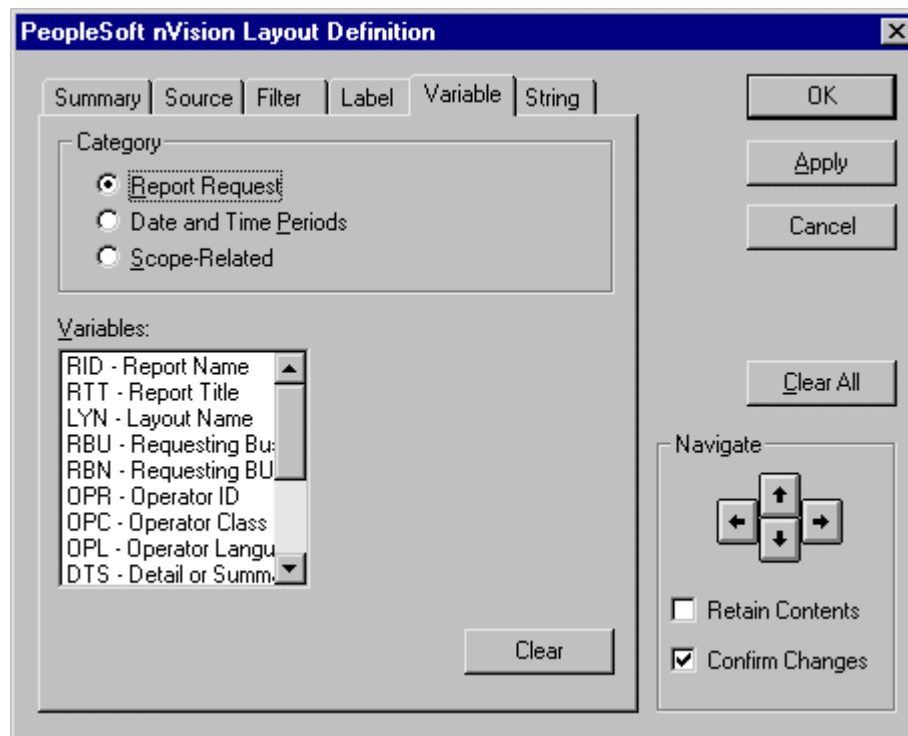 PeopleSoft nVision Layout Definition
Summary Source Filter Label Variable String
Category
Report Request
Date and Time Periods
Scope-Related
Variables:
RID - Report Name
RTT - Report Title
LYN - Layout Name
RBU - Requesting Bu
RBN - Requesting BU
OPR - Operator ID
OPC - Operator Class
OPL - Operator Langu
DTS - Detail or Summ
Clear
OK
Apply
Cancel
Clear All
Navigate
Retain Contents
Confirm Changes